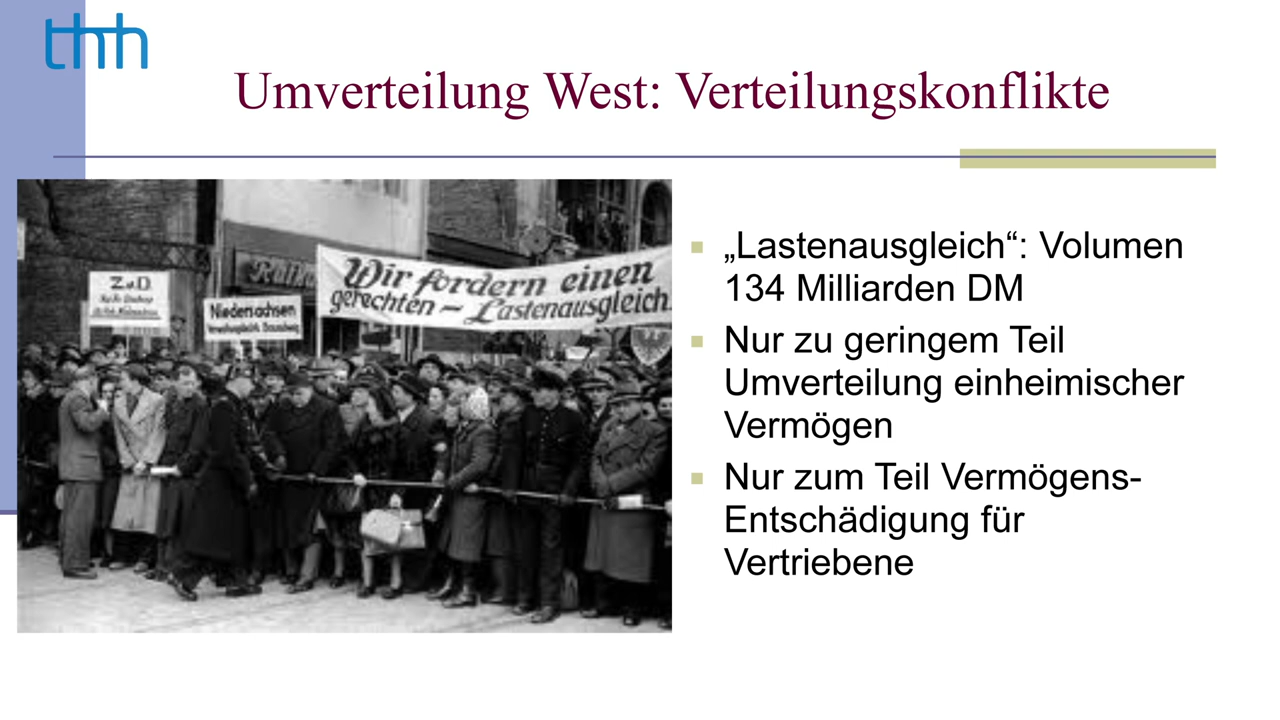 thh
Umverteilung West: Verteilungskonflikte
Z.v.D.
Niedersachsen
Wir fordern einen
gerechten – Lastenausgleich.
„Lastenausgleich“: Volumen
134 Milliarden DM
Nur zu geringem Teil
Umverteilung einheimischer
Vermögen
Nur zum Teil Vermögens-
Entschädigung für
Vertriebene